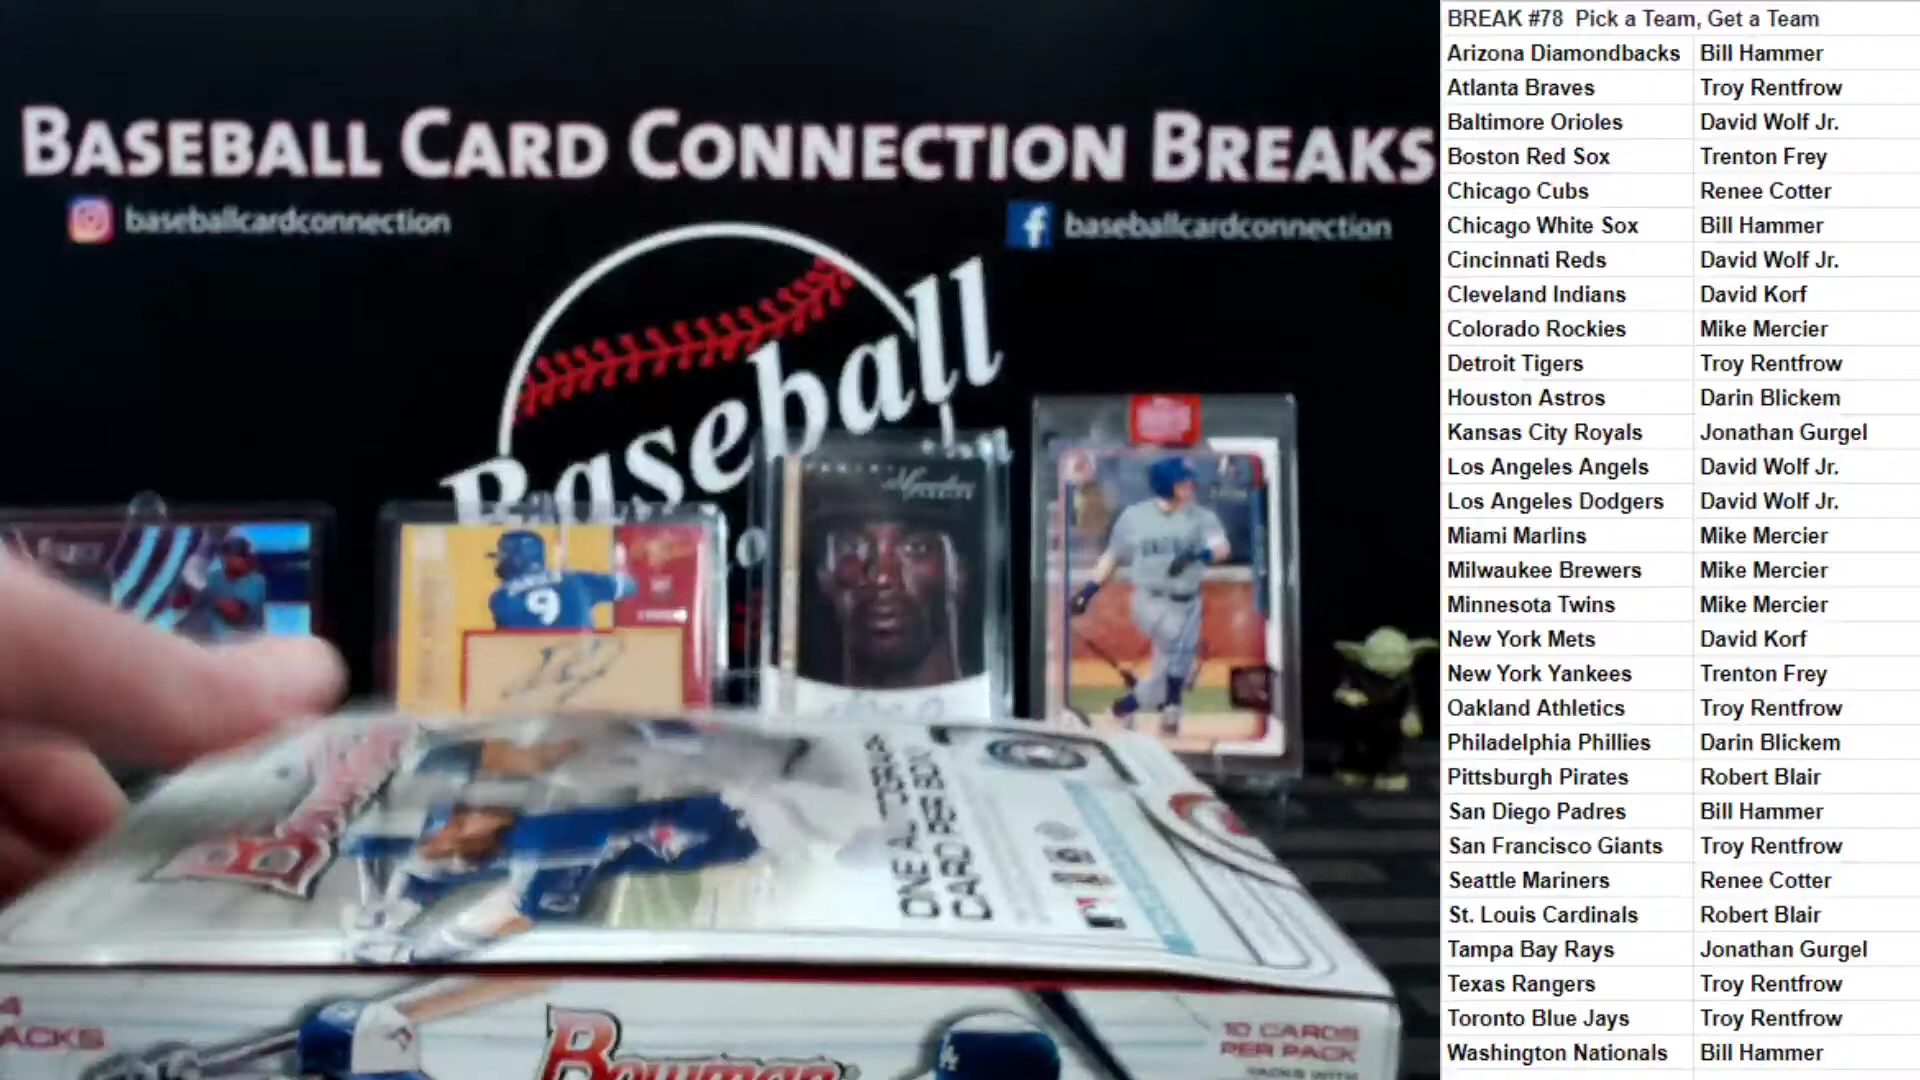 BASEBALL CARD CONNECTION BREAKS
baseballcardconnection
baseballcardconnection
Baseball
9
Bowman
ONE AUTOGRAPH
CARD PER BOX!
ACKS
Bowman
10 CARDS
PER PACK
BREAK #78 Pick a Team, Get a Team
Arizona Diamondbacks Bill Hammer
Atlanta Braves Troy Rentfrow
Baltimore Orioles David Wolf Jr.
Boston Red Sox Trenton Frey
Chicago Cubs Renee Cotter
Chicago White Sox Bill Hammer
Cincinnati Reds David Wolf Jr.
Cleveland Indians David Korf
Colorado Rockies Mike Mercier
Detroit Tigers Troy Rentfrow
Houston Astros Darin Blickem
Kansas City Royals Jonathan Gurgel
Los Angeles Angels David Wolf Jr.
Los Angeles Dodgers David Wolf Jr.
Miami Marlins Mike Mercier
Milwaukee Brewers Mike Mercier
Minnesota Twins Mike Mercier
New York Mets David Korf
New York Yankees Trenton Frey
Oakland Athletics Troy Rentfrow
Philadelphia Phillies Darin Blickem
Pittsburgh Pirates Robert Blair
San Diego Padres Bill Hammer
San Francisco Giants Troy Rentfrow
Seattle Mariners Renee Cotter
St. Louis Cardinals Robert Blair
Tampa Bay Rays Jonathan Gurgel
Texas Rangers Troy Rentfrow
Toronto Blue Jays Troy Rentfrow
Washington Nationals Bill Hammer